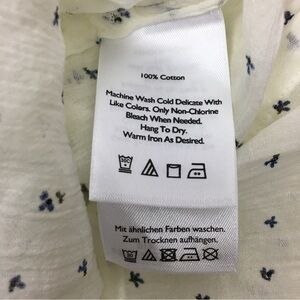 100% Cotton
Machine Wash Cold Delicate With
Like Colors. Only Non-Chlorine
Bleach When Needed.
Hang To Dry.
Warm Iron As Desired.
Mit ähnlichen Farben waschen.
Zum Trocknen aufhängen.